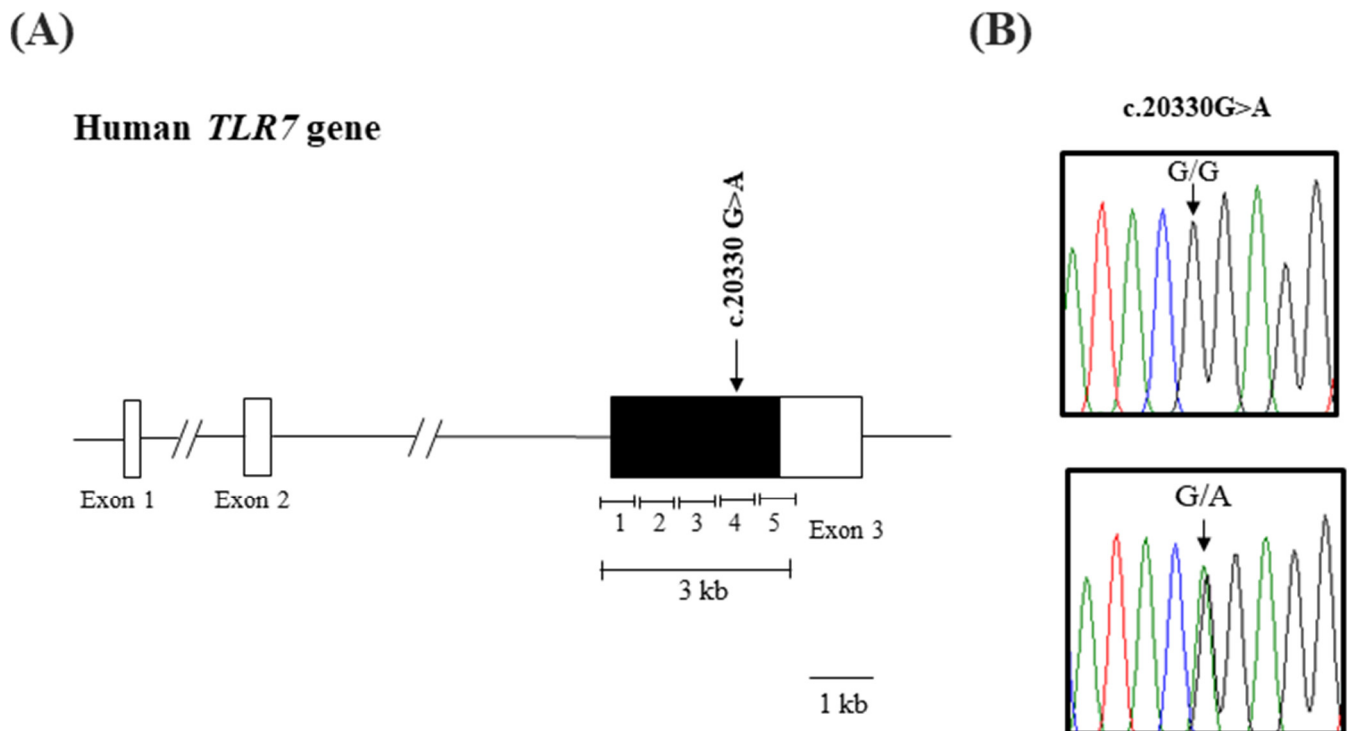 (A)
Human TLR7 gene
c.20330 G>A
Exon 1
Exon 2
1 2 3 4 5
Exon 3
3 kb
1 kb
(B)
c.20330G>A
G/G
G/A